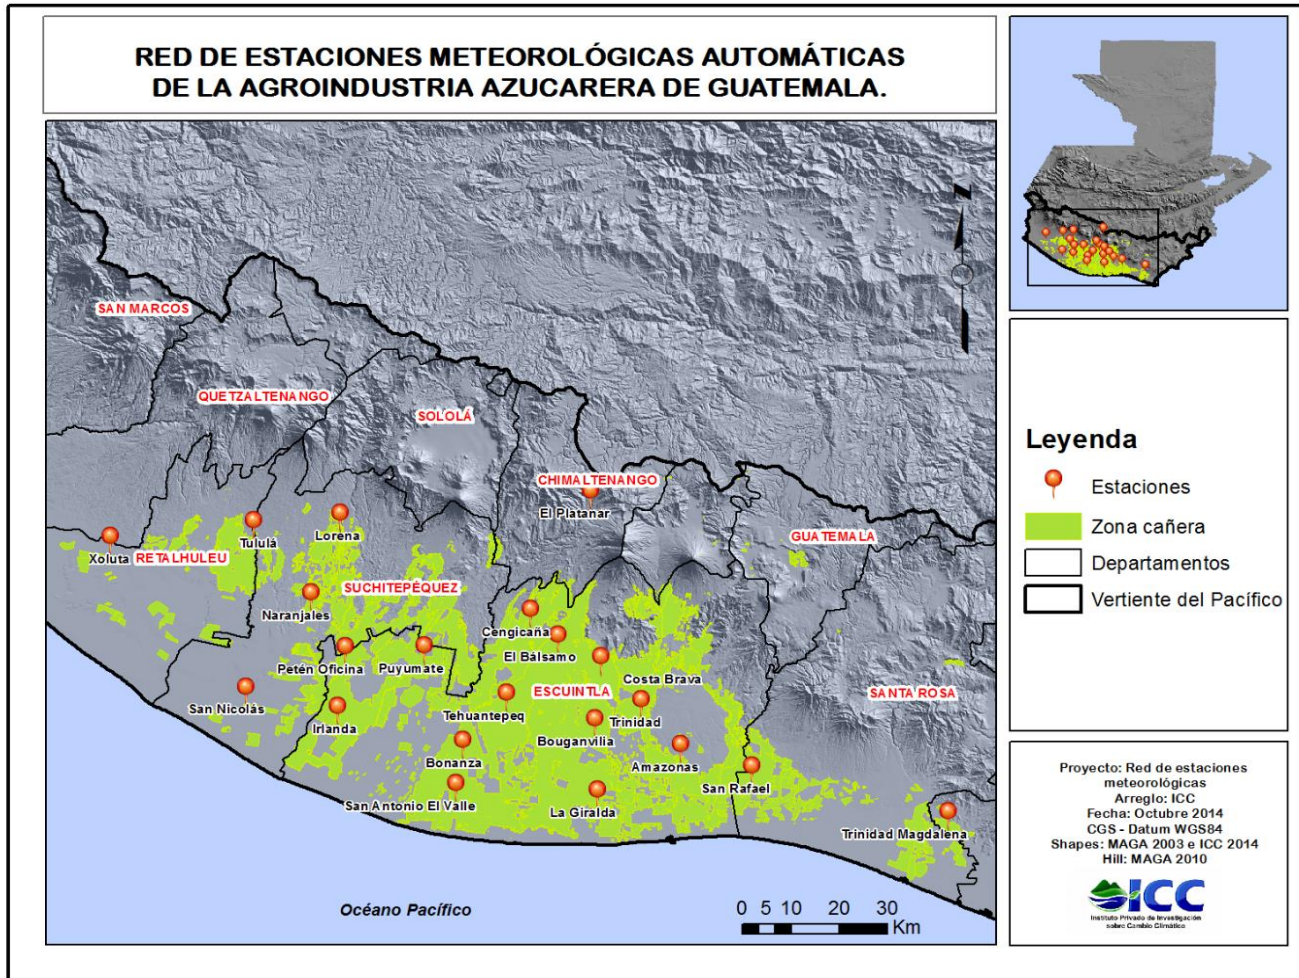 RED DE ESTACIONES METEOROLÓGICAS AUTOMÁTICAS
DE LA AGROINDUSTRIA AZUCARERA DE GUATEMALA.
SAN MARCOS
QUETZALTENANGO
SOLOLÁ
CHIMALTENANGO
El Platanar
GUATEMALA
Lorena
Tululá
Xoluta
RETALHULEU
SUCHITEPÉQUEZ
Naranjales
Cengicaña
El Bálsamo
Petén Oficina
Puyumate
Costa Brava
ESCUINTLA
SANTA ROSA
San Nicolás
Tehuantepeq
Trinidad
Irlanda
Bouganvilia
Bonanza
Amazonas
San Rafael
San Antonio El Valle
La Giralda
Trinidad Magdalena
Océano Pacífico
0 5 10 20 30
Km
Leyenda
Estaciones
Zona cañera
Departamentos
Vertiente del Pacífico
Proyecto: Red de estaciones
meteorológicas
Arreglo: ICC
Fecha: Octubre 2014
CGS - Datum WGS84
Shapes: MAGA 2003 e ICC 2014
Hill: MAGA 2010
ICC
Instituto Privado de Investigación
sobre Cambio Climático